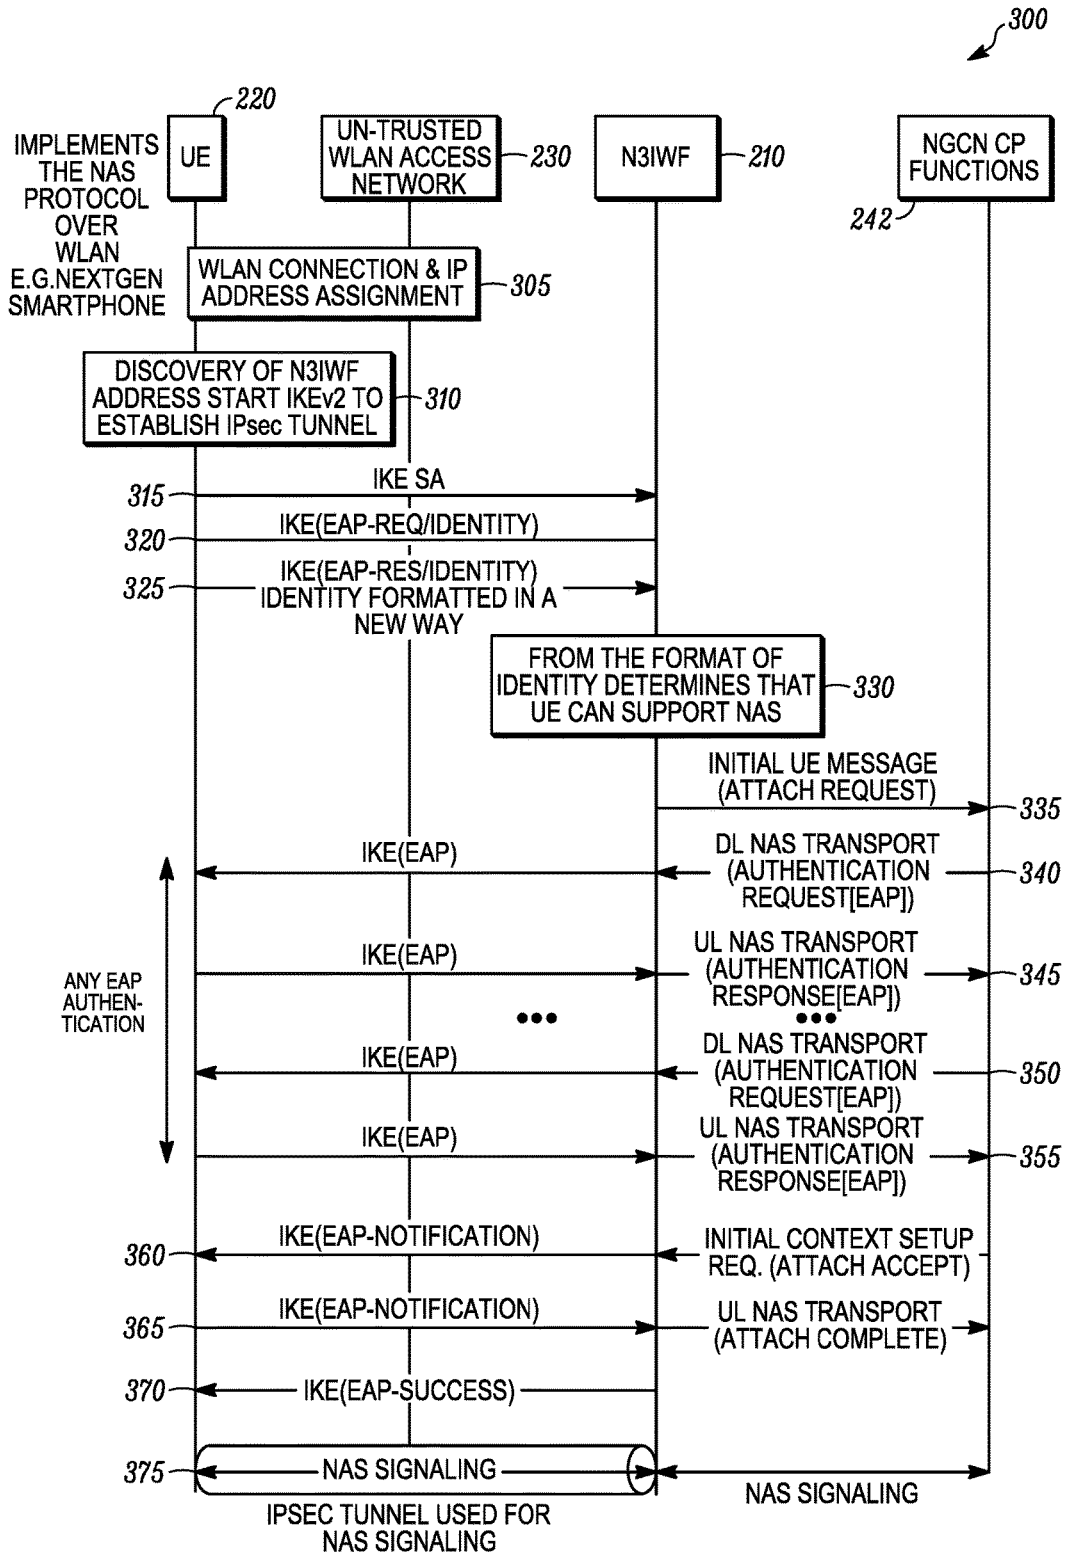 300
220
IMPLEMENTS
THE NAS
PROTOCOL
OVER
WLAN
E.G.NEXTGEN
SMARTPHONE
UE
UN-TRUSTED
WLAN ACCESS
NETWORK
230
N3IWF
210
NGCN CP
FUNCTIONS
242
WLAN CONNECTION & IP
ADDRESS ASSIGNMENT
305
DISCOVERY OF N3IWF
ADDRESS START IKEv2 TO
ESTABLISH IPsec TUNNEL
310
315
IKE SA
320
IKE(EAP-REQ/IDENTITY)
325
IKE(EAP-RES/IDENTITY)
IDENTITY FORMATTED IN A
NEW WAY
FROM THE FORMAT OF
IDENTITY DETERMINES THAT
UE CAN SUPPORT NAS
330
INITIAL UE MESSAGE
(ATTACH REQUEST)
335
IKE(EAP)
DL NAS TRANSPORT
(AUTHENTICATION
REQUEST[EAP])
340
ANY EAP
AUTHEN-
TICATION
IKE(EAP)
UL NAS TRANSPORT
(AUTHENTICATION
RESPONSE[EAP])
345
•••
•••
IKE(EAP)
DL NAS TRANSPORT
(AUTHENTICATION
REQUEST[EAP])
350
IKE(EAP)
UL NAS TRANSPORT
(AUTHENTICATION
RESPONSE[EAP])
355
360
IKE(EAP-NOTIFICATION)
INITIAL CONTEXT SETUP
REQ. (ATTACH ACCEPT)
365
IKE(EAP-NOTIFICATION)
UL NAS TRANSPORT
(ATTACH COMPLETE)
370
IKE(EAP-SUCCESS)
375
NAS SIGNALING
NAS SIGNALING
IPSEC TUNNEL USED FOR
NAS SIGNALING